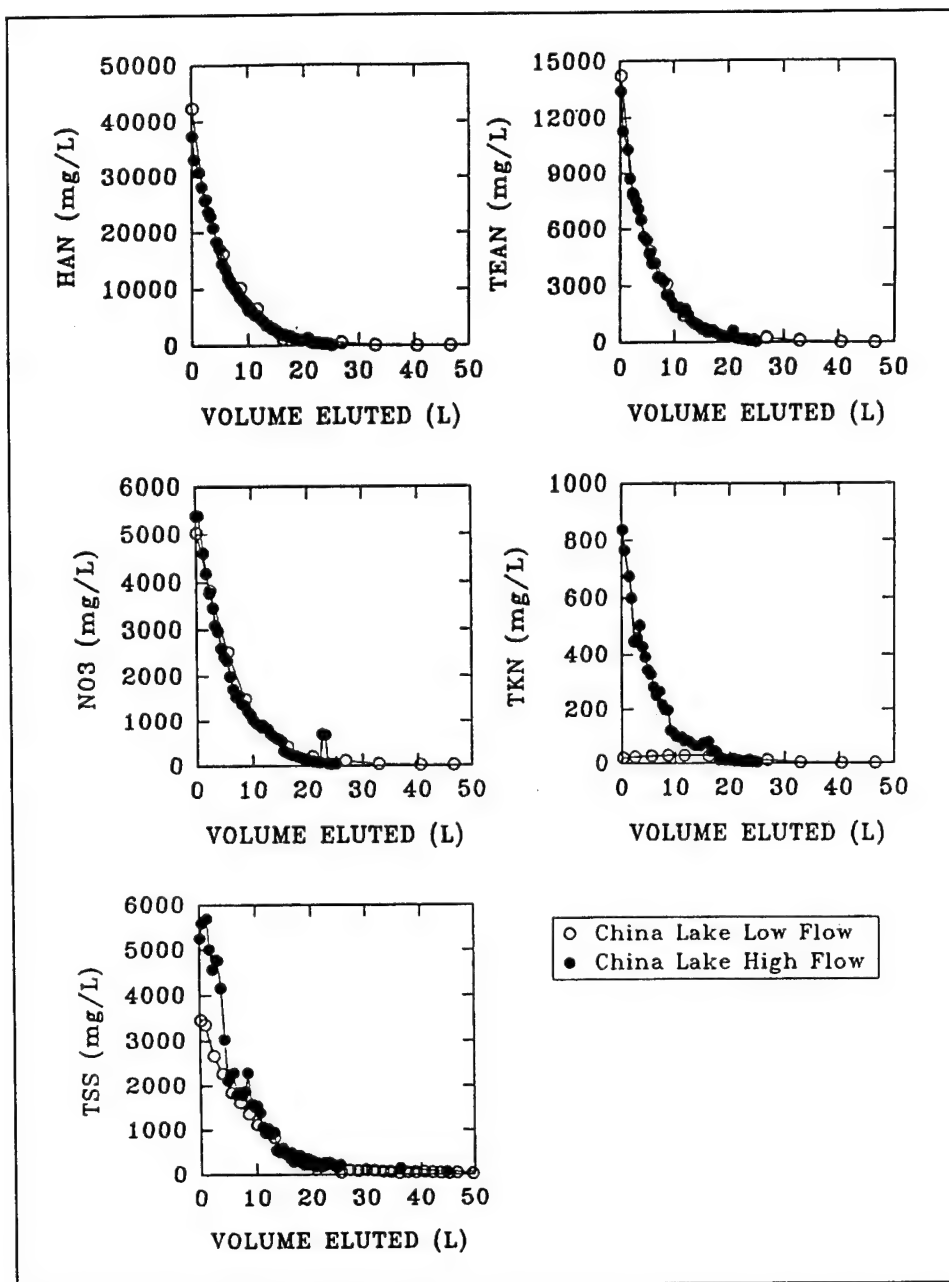 50000
40000
30000
20000
10000
0
HAN (mg/L)
0 10 20 30 40 50
VOLUME ELUTED (L)
15000
12000
9000
6000
3000
0
TEAN (mg/L)
0 10 20 30 40 50
VOLUME ELUTED (L)
6000
5000
4000
3000
2000
1000
0
NO3 (mg/L)
0 10 20 30 40 50
VOLUME ELUTED (L)
1000
800
600
400
200
0
TKN (mg/L)
0 10 20 30 40 50
VOLUME ELUTED (L)
6000
5000
4000
3000
2000
1000
0
TSS (mg/L)
0 10 20 30 40 50
VOLUME ELUTED (L)
○ China Lake Low Flow
● China Lake High Flow